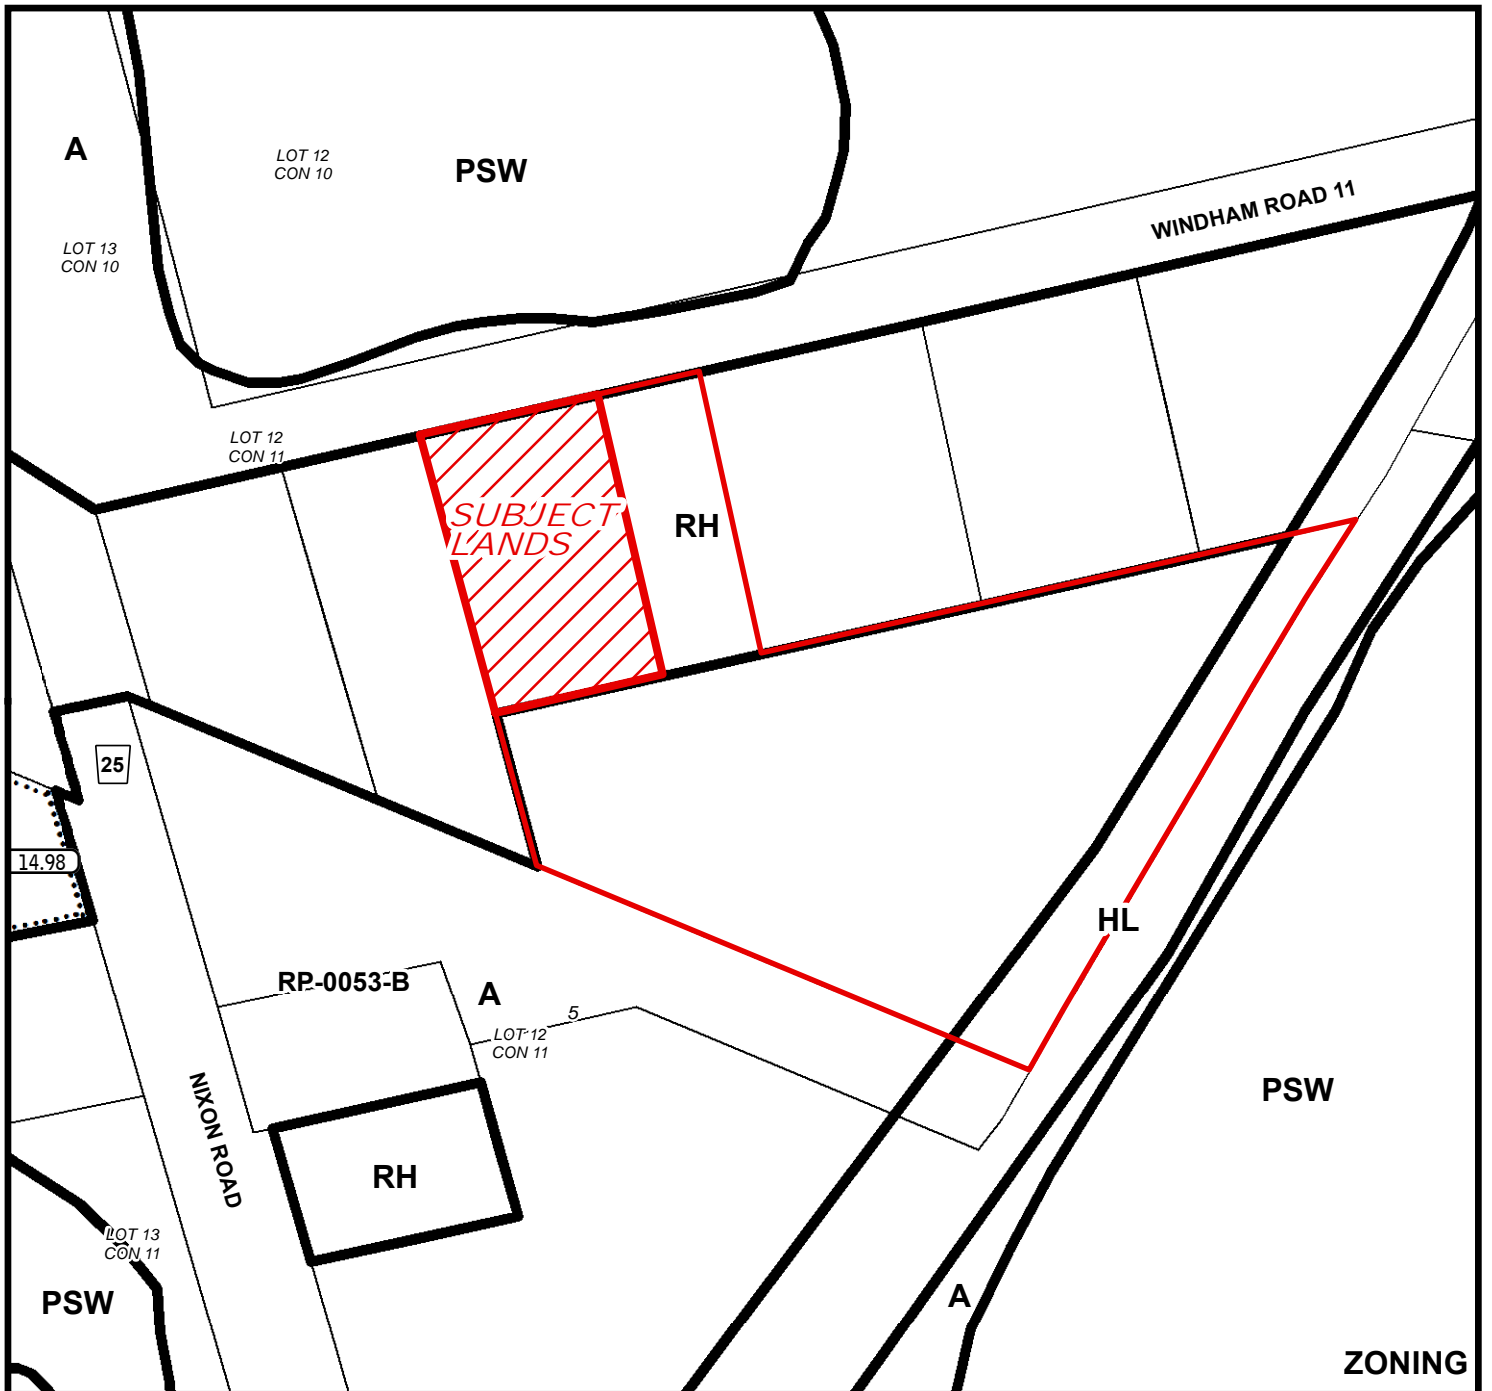 A
LOT 12
CON 10
PSW
LOT 13
CON 10
WINDHAM ROAD 11
LOT 12
CON 11
SUBJECT
LANDS
RH
25
14.98
HL
RP-0053-B
A
5
LOT 12
CON 11
NIXON ROAD
PSW
RH
LOT 13
CON 11
PSW
A
ZONING